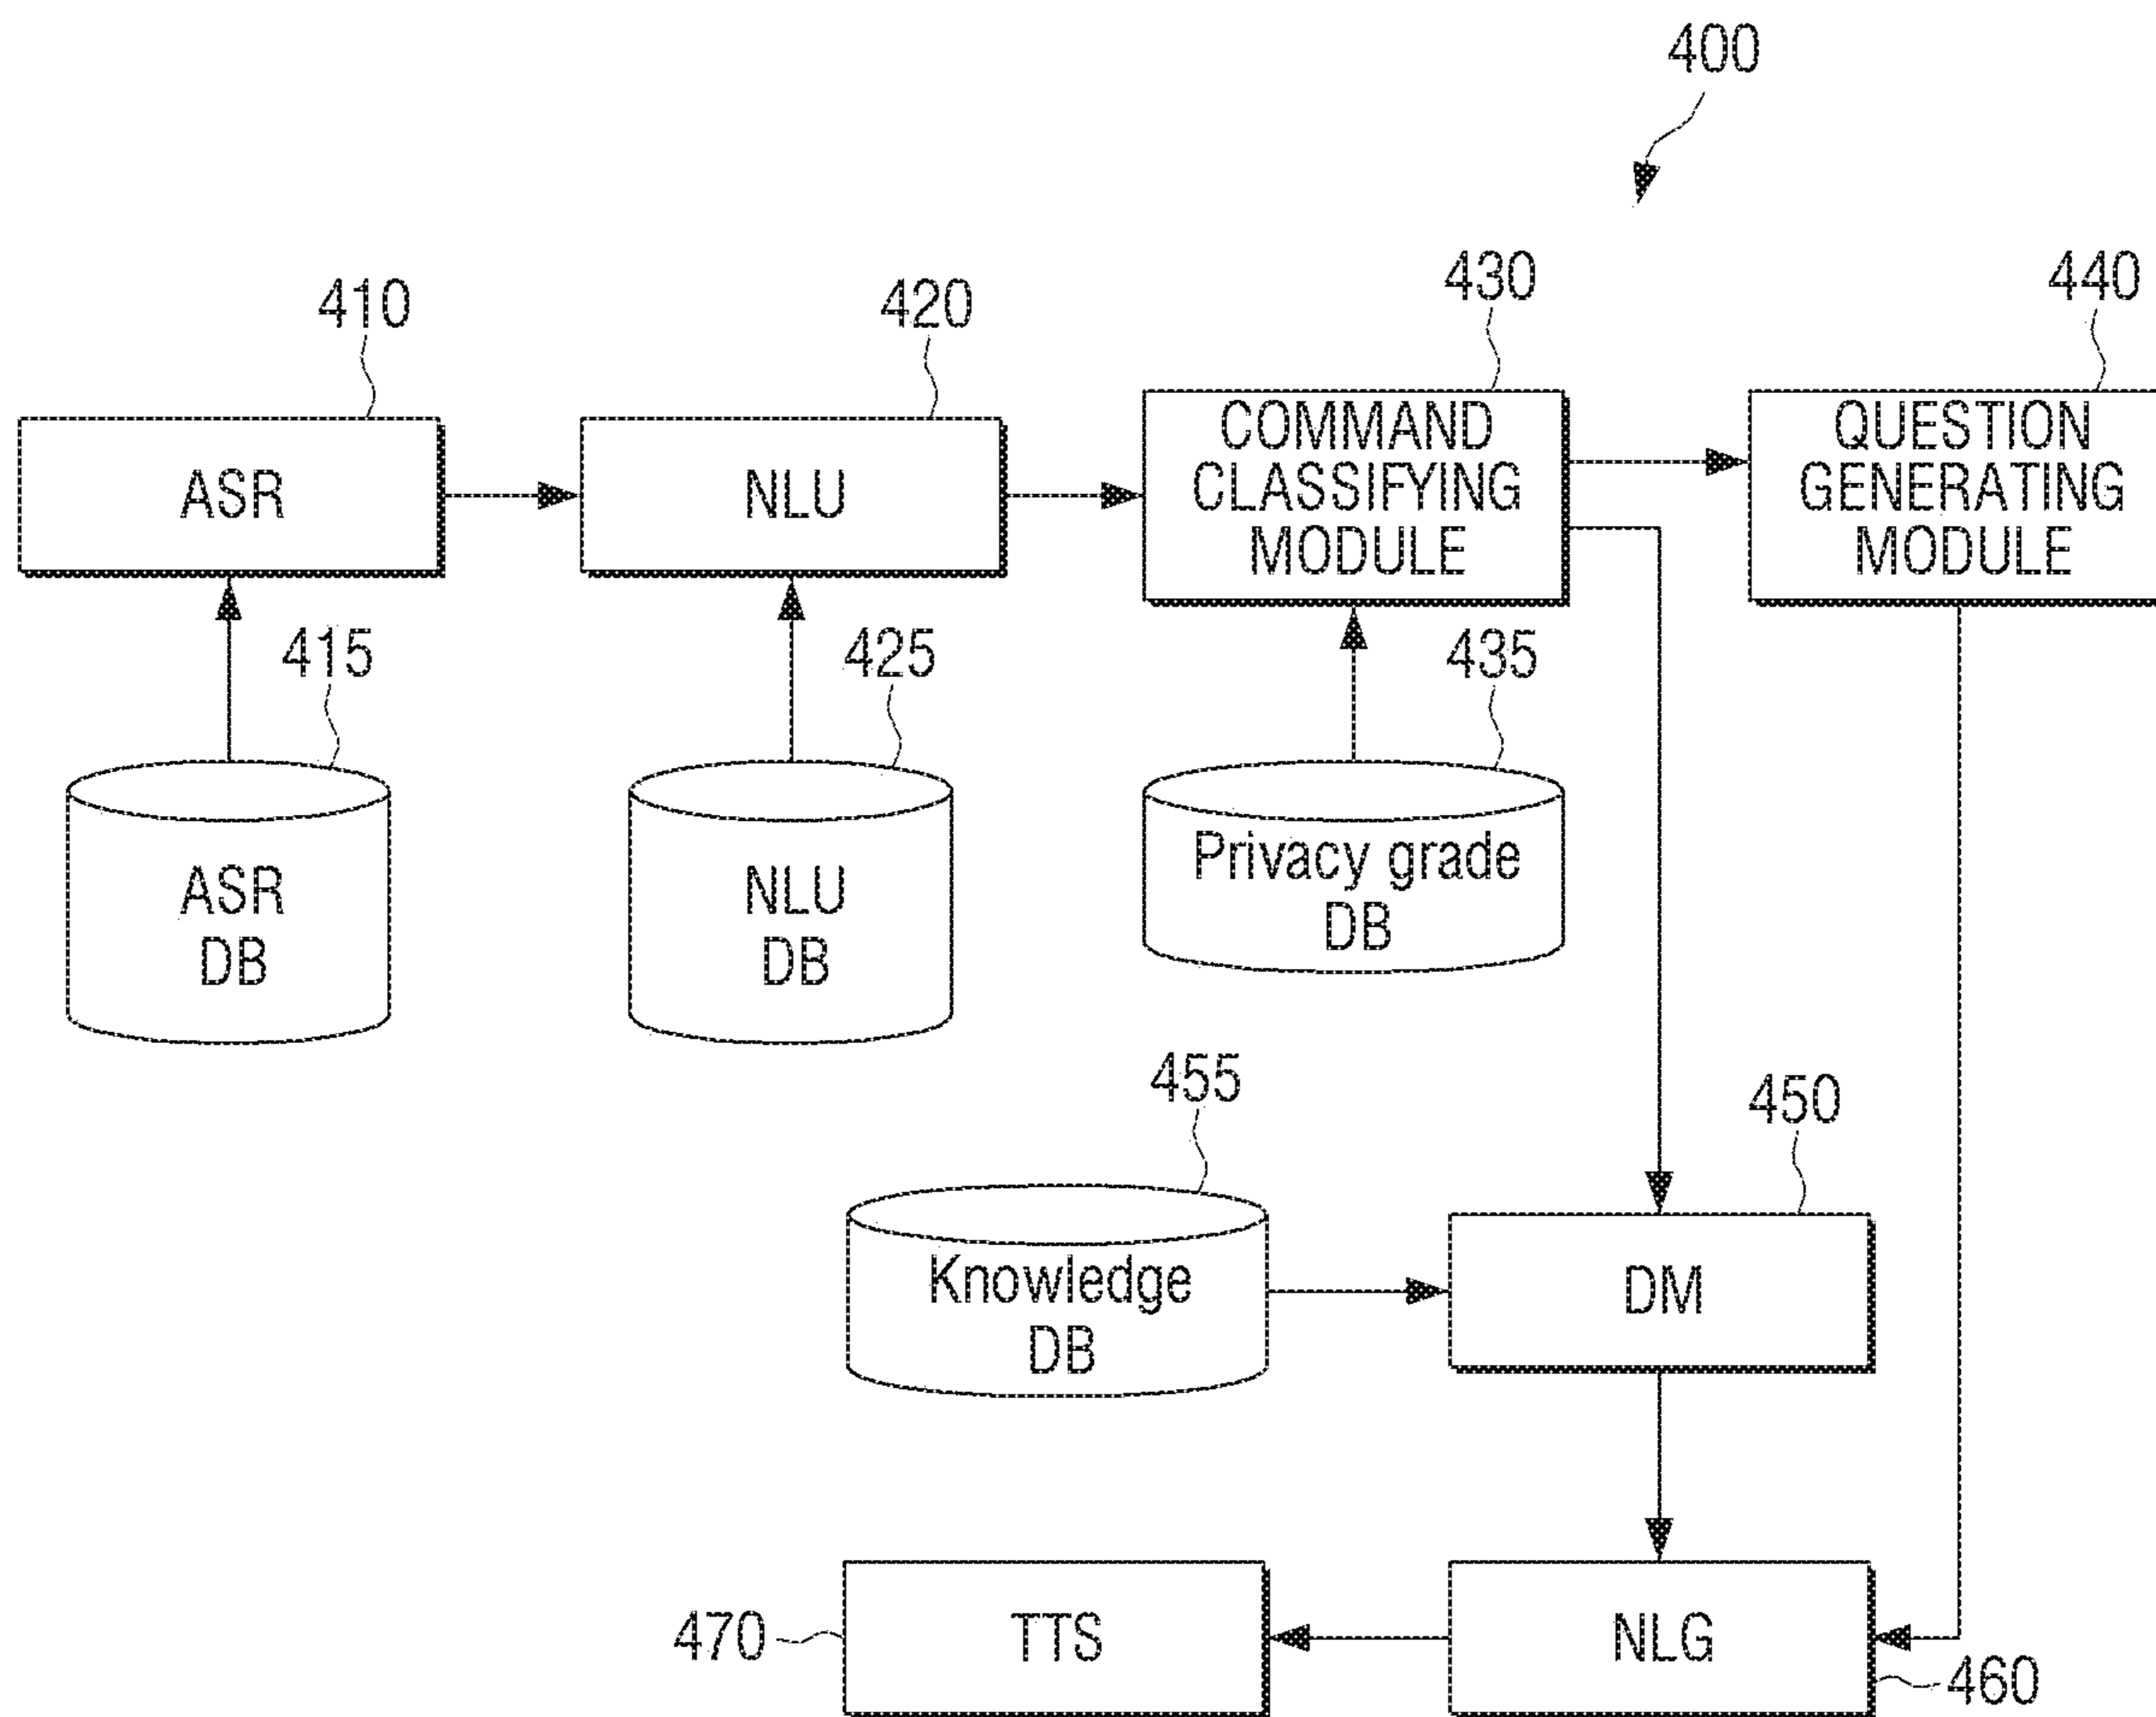 400
410
420
430
440
ASR
NLU
COMMAND
CLASSIFYING
MODULE
QUESTION
GENERATING
MODULE
415
425
435
ASR
DB
NLU
DB
Privacy grade
DB
455
450
Knowledge
DB
DM
470
TTS
NLG
460